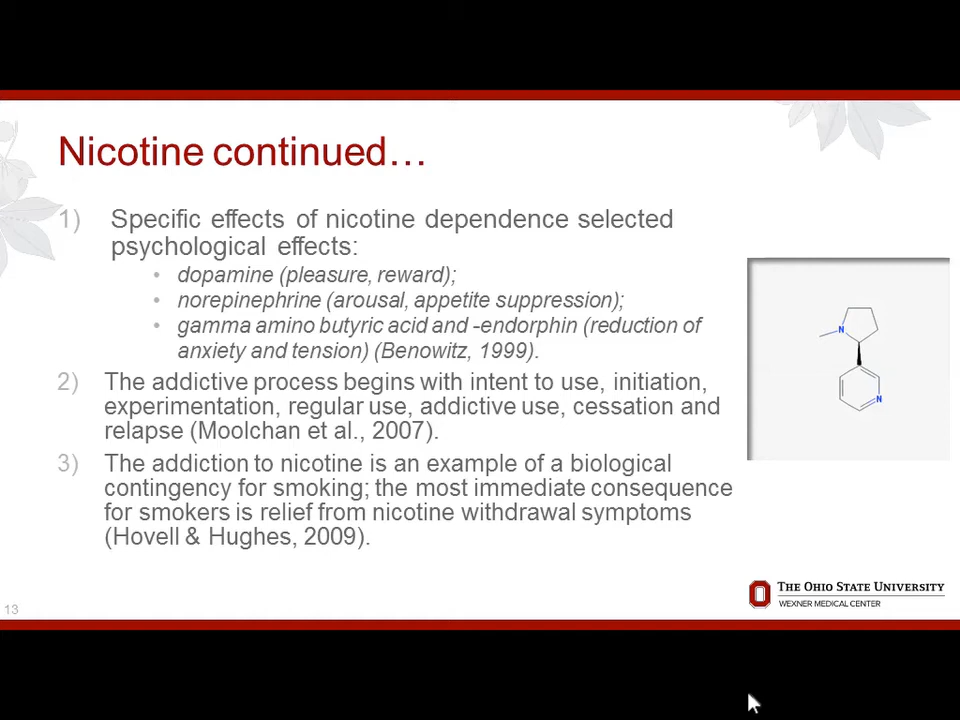 Nicotine continued…
1) Specific effects of nicotine dependence selected
psychological effects:
• dopamine (pleasure, reward);
• norepinephrine (arousal, appetite suppression);
• gamma amino butyric acid and -endorphin (reduction of
anxiety and tension) (Benowitz, 1999).
2) The addictive process begins with intent to use, initiation,
experimentation, regular use, addictive use, cessation and
relapse (Moolchan et al., 2007).
3) The addiction to nicotine is an example of a biological
contingency for smoking; the most immediate consequence
for smokers is relief from nicotine withdrawal symptoms
(Hovell & Hughes, 2009).
N
N
THE OHIO STATE UNIVERSITY
WEXNER MEDICAL CENTER
13